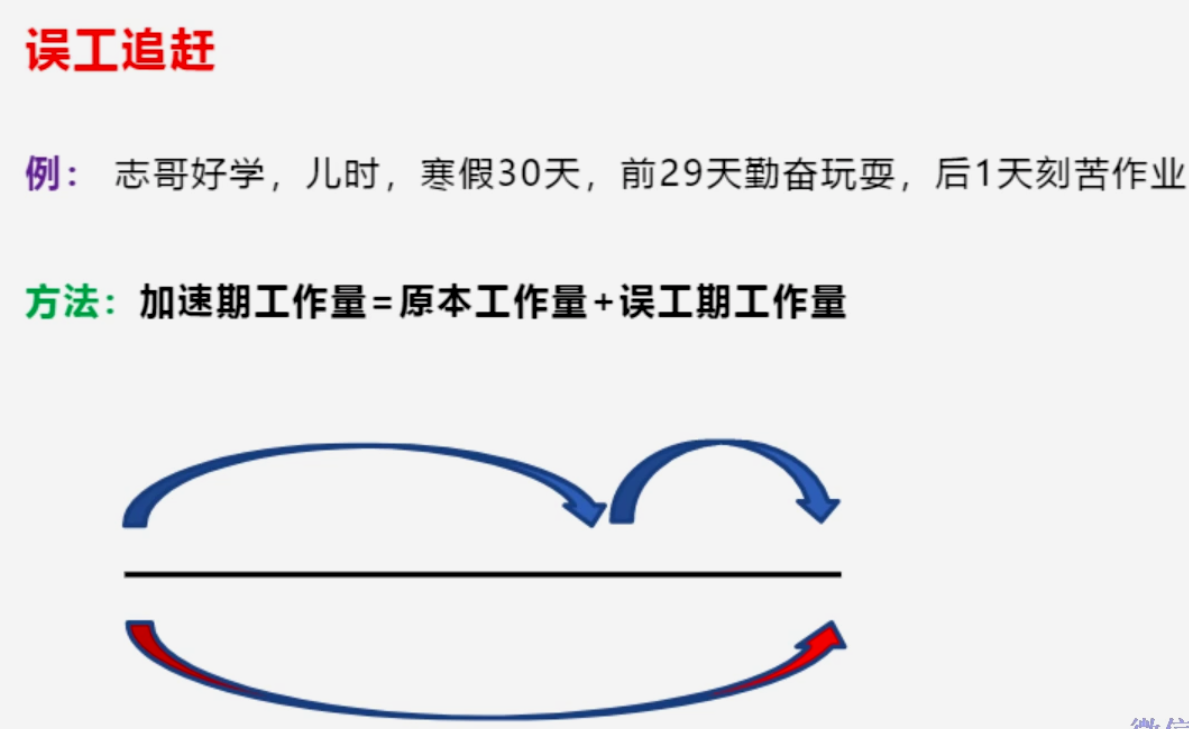 误工追赶
例： 志哥好学，儿时，寒假30天，前29天勤奋玩耍，后1天刻苦作业
方法：加速期工作量=原本工作量+误工期工作量
微信